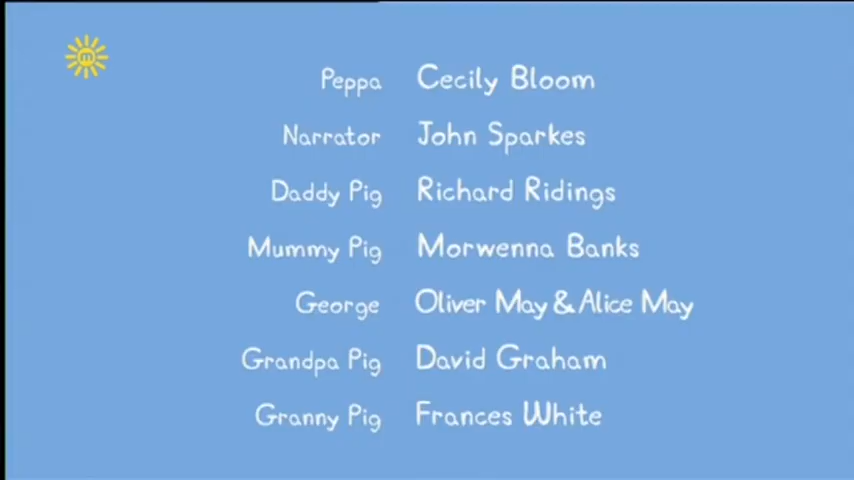 m
Peppa Cecily Bloom
Narrator John Sparkes
Daddy Pig Richard Ridings
Mummy Pig Morwenna Banks
George Oliver May & Alice May
Grandpa Pig David Graham
Granny Pig Frances White